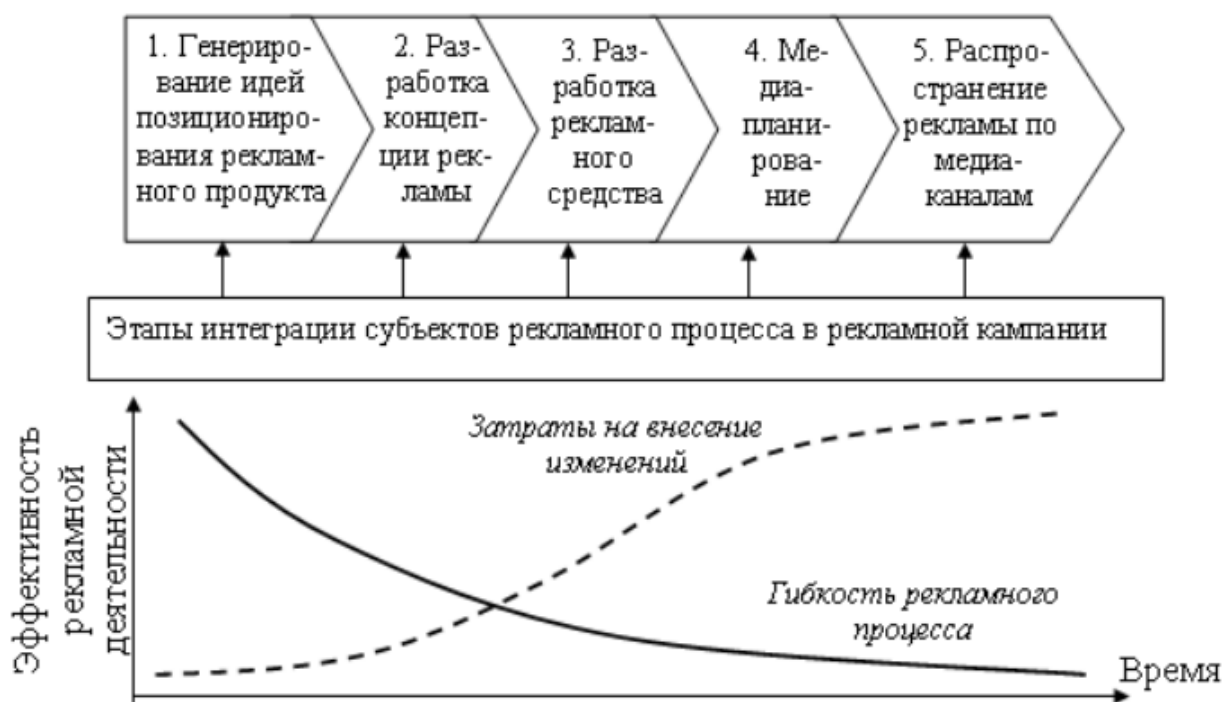 1. Генериро-
вание идей
позициониро-
вания реклам-
ного продукта
2. Раз-
работка
концеп-
ции рек-
ламы
3. Раз-
работка
реклам-
ного
средства
4. Ме-
диа-
плани-
рова-
ние
5. Распро-
странение
рекламы по
медиа-
каналам
Этапы интеграции субъектов рекламного процесса в рекламной кампании
Эффективность
рекламной
деятельности
Затраты на внесение
изменений
Гибкость рекламного
процесса
Время